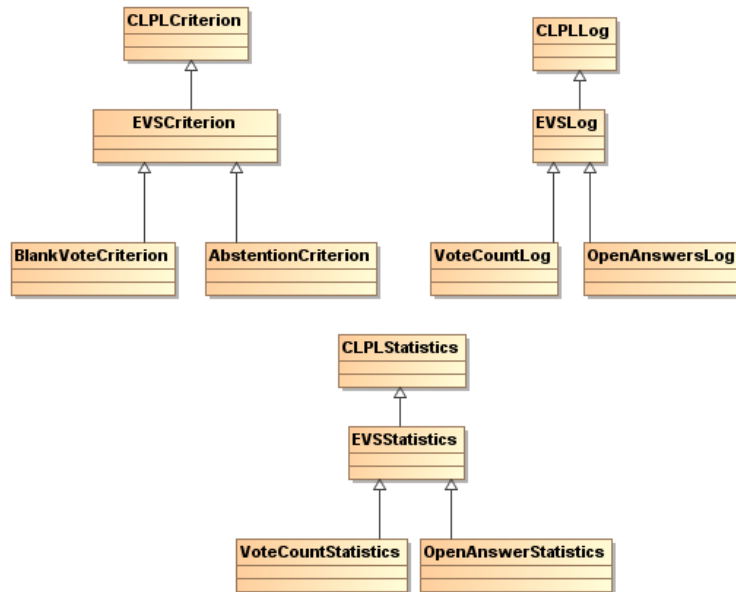 CLPLCriterion
CLPLLog
EVSCriterion
EVSLog
BlankVoteCriterion
AbstentionCriterion
VoteCountLog
OpenAnswersLog
CLPLStatistics
EVSStatistics
VoteCountStatistics
OpenAnswerStatistics